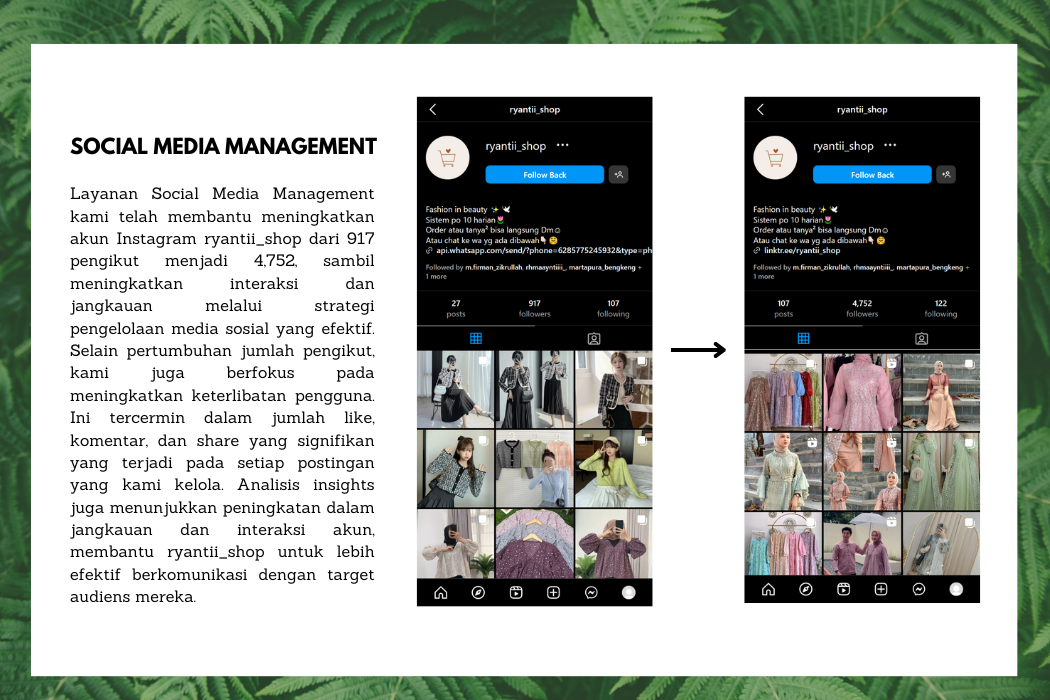 SOCIAL MEDIA MANAGEMENT
Layanan Social Media Management
kami telah membantu meningkatkan
akun Instagram ryantii_shop dari 917
pengikut menjadi 4,752, sambil
meningkatkan interaksi dan
jangkauan melalui strategi
pengelolaan media sosial yang efektif.
Selain pertumbuhan jumlah pengikut,
kami juga berfokus pada
meningkatkan keterlibatan pengguna.
Ini tercermin dalam jumlah like,
komentar, dan share yang signifikan
yang terjadi pada setiap postingan
yang kami kelola. Analisis insights
juga menunjukkan peningkatan dalam
jangkauan dan interaksi akun,
membantu ryantii_shop untuk lebih
efektif berkomunikasi dengan target
audiens mereka.
ryantii_shop
ryantii_shop
Follow Back
Fashion in beauty ✨ 🕊
Sistem po 10 harian🌷
Order atau tanya² bisa langsung Dm☺
Atau chat ke wa yg ada dibawah👇 😊
api.whatsapp.com/send/?phone=6285775245932&type=ph
Followed by m.firman_zikrullah, rhmaayntiiii_, martapura_bengkeng +
1 more
27 917 107
posts followers following
ryantii_shop
ryantii_shop
Follow Back
Fashion in beauty ✨ 🕊
Sistem po 10 harian🌷
Order atau tanya² bisa langsung Dm☺
Atau chat ke wa yg ada dibawah👇 😊
linktr.ee/ryantii_shop
Followed by m.firman_zikrullah, rhmaayntiiii_, martapura_bengkeng +
1 more
107 4,752 122
posts followers following